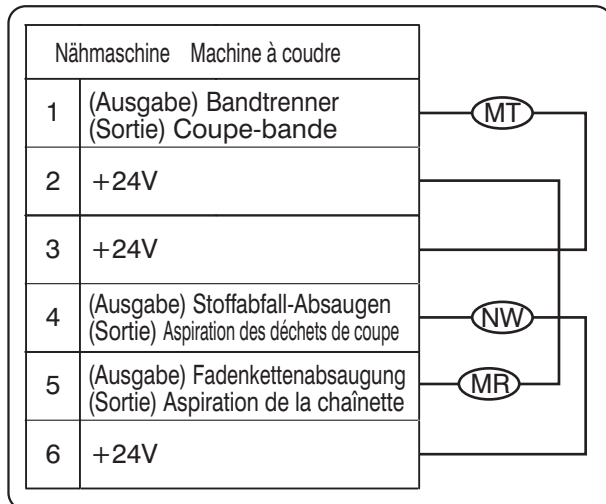 Nähmaschine Machine à coudre
1 (Ausgabe) Bandtrenner
(Sortie) Coupe-bande
MT
2 +24V
3 +24V
4 (Ausgabe) Stoffabfall-Absaugen
(Sortie) Aspiration des déchets de coupe
NW
5 (Ausgabe) Fadenkettenabsaugung
(Sortie) Aspiration de la chaînette
MR
6 +24V